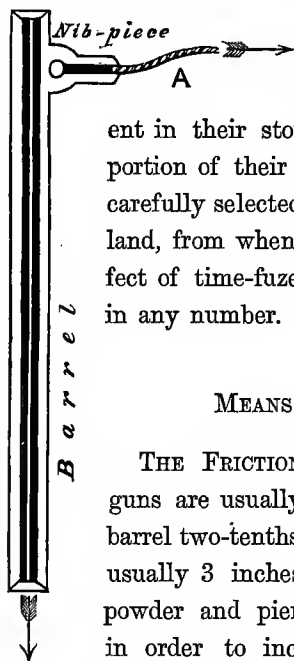 Nib-piece
A
ent in their sto
portion of their
carefully selected
land, from when
fect of time-fuze
in any number.
Barrel
MEANS
THE FRICTION
guns are usually
barrel two-tenths
usually 3 inches
powder and pier
in order to inc